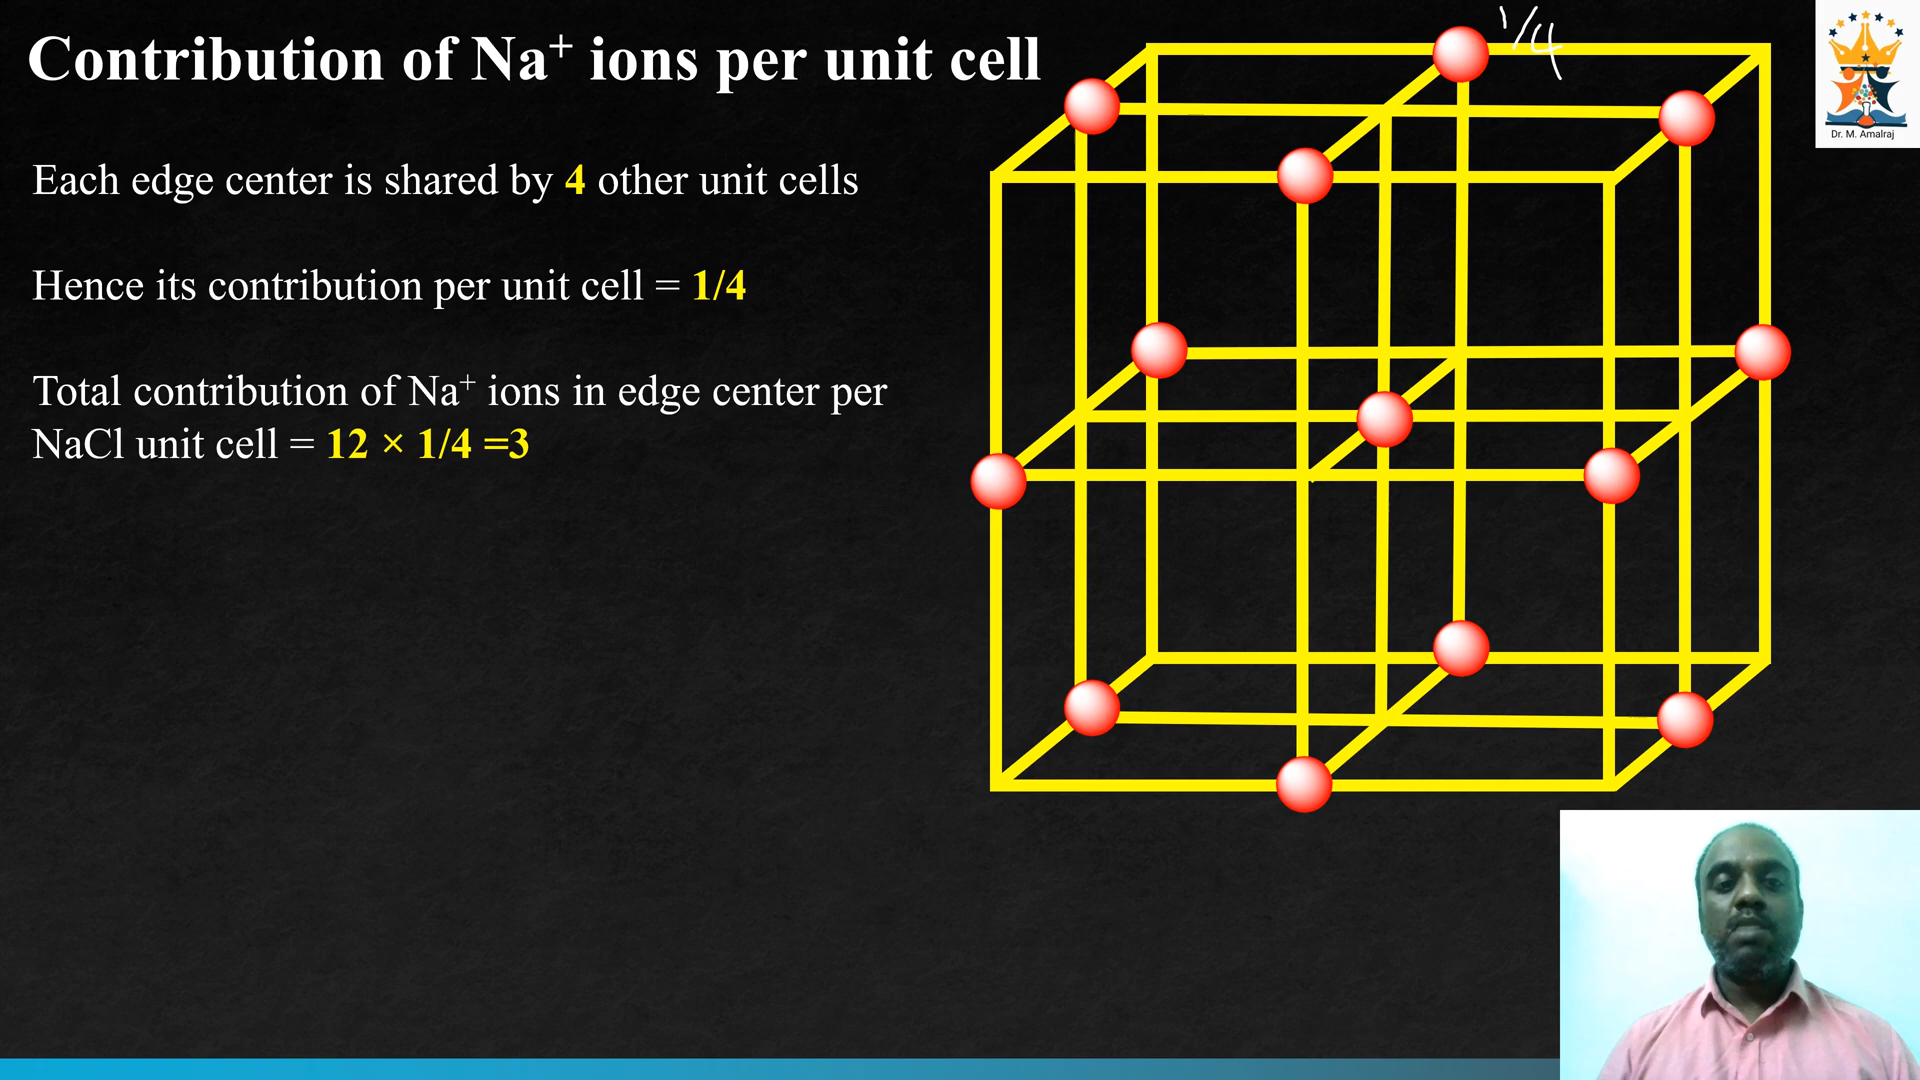 Contribution of Na⁺ ions per unit cell
1/4
Dr. M. Amalraj
Each edge center is shared by 4 other unit cells
Hence its contribution per unit cell = 1/4
Total contribution of Na⁺ ions in edge center per
NaCl unit cell = 12 × 1/4 =3